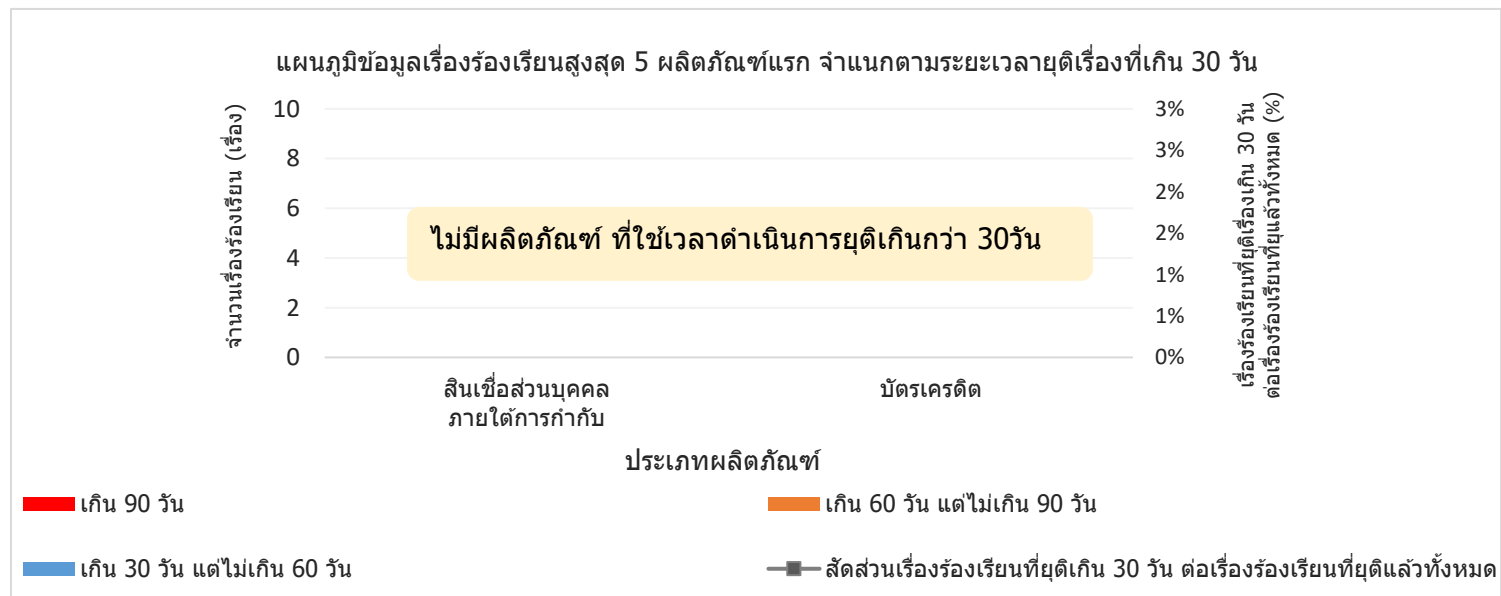 แผนภูมิข้อมูลเรื่องร้องเรียนสูงสุด 5 ผลิตภัณฑ์แรก จำแนกตามระยะเวลายุติเรื่องที่เกิน 30 วัน
จำนวนเรื่องร้องเรียน (เรื่อง)
10
8
6
4
2
0
ไม่มีผลิตภัณฑ์ ที่ใช้เวลาดำเนินการยุติเกินกว่า 30วัน
3%
3%
2%
2%
1%
1%
0%
เรื่องร้องเรียนที่ยุติเรื่องเกิน 30 วัน
ต่อเรื่องร้องเรียนที่ยุแล้วทั้งหมด (%)
สินเชื่อส่วนบุคคล
ภายใต้การกำกับ
บัตรเครดิต
ประเภทผลิตภัณฑ์
เกิน 90 วัน
เกิน 60 วัน แต่ไม่เกิน 90 วัน
เกิน 30 วัน แต่ไม่เกิน 60 วัน
สัดส่วนเรื่องร้องเรียนที่ยุติเกิน 30 วัน ต่อเรื่องร้องเรียนที่ยุติแล้วทั้งหมด